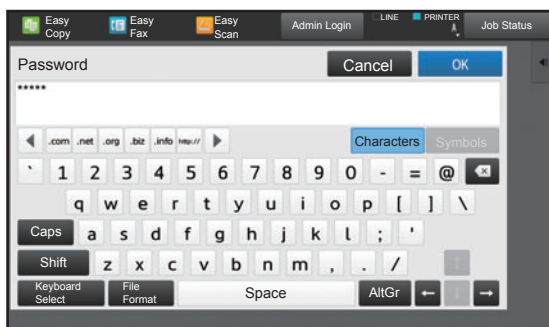 Easy Copy
Easy Fax
Easy Scan
Admin Login
LINE
PRINTER
Job Status
Password
Cancel
OK
*****
.com .net .org .biz .info http://
Characters
Symbols
` 1 2 3 4 5 6 7 8 9 0 - = @
q w e r t y u i o p [ ] \
Caps a s d f g h j k l ; '
Shift z x c v b n m , . /
Keyboard Select
File Format
Space
AltGr